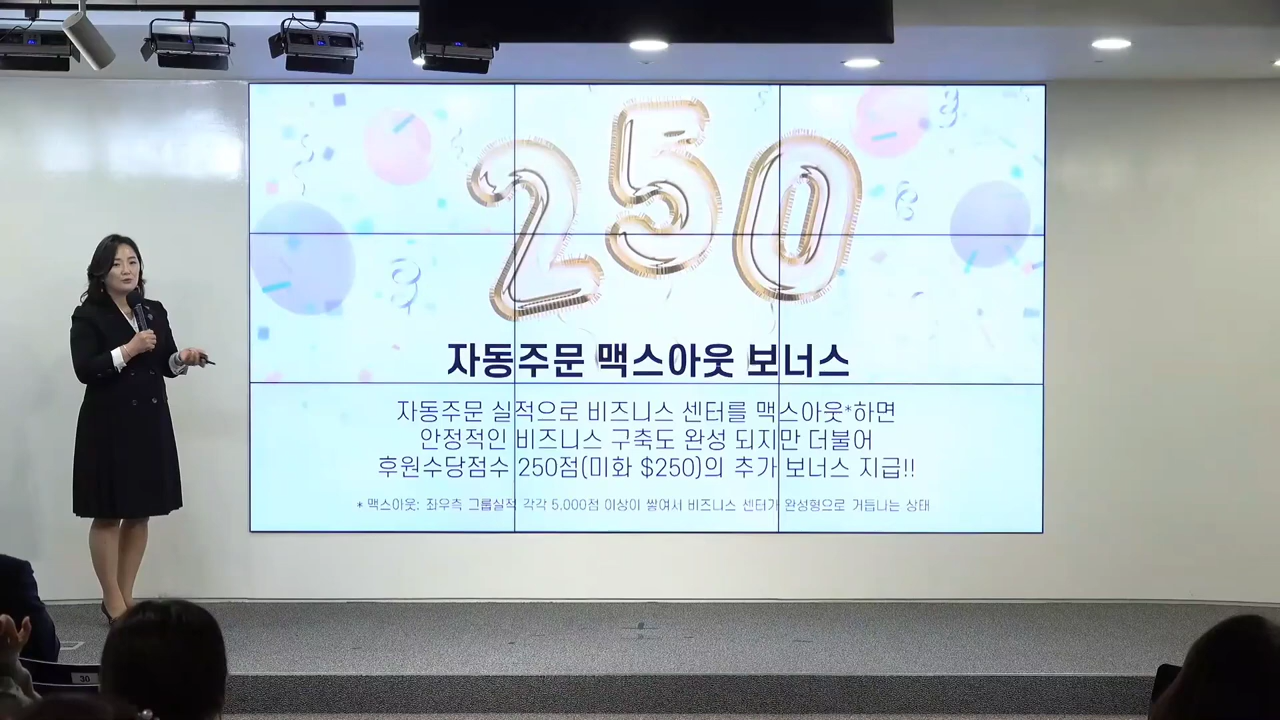 250
자동주문 맥스아웃 보너스
자동주문 실적으로 비즈니스 센터를 맥스아웃*하면
안정적인 비즈니스 구축도 완성 되지만 더불어
후원수당점수 250점(미화 $250)의 추가 보너스 지급!!
* 맥스아웃: 좌우측 그룹실적 각각 5,000점 이상이 쌓여서 비즈니스 센터가 완성형으로 거듭나는 상태
30